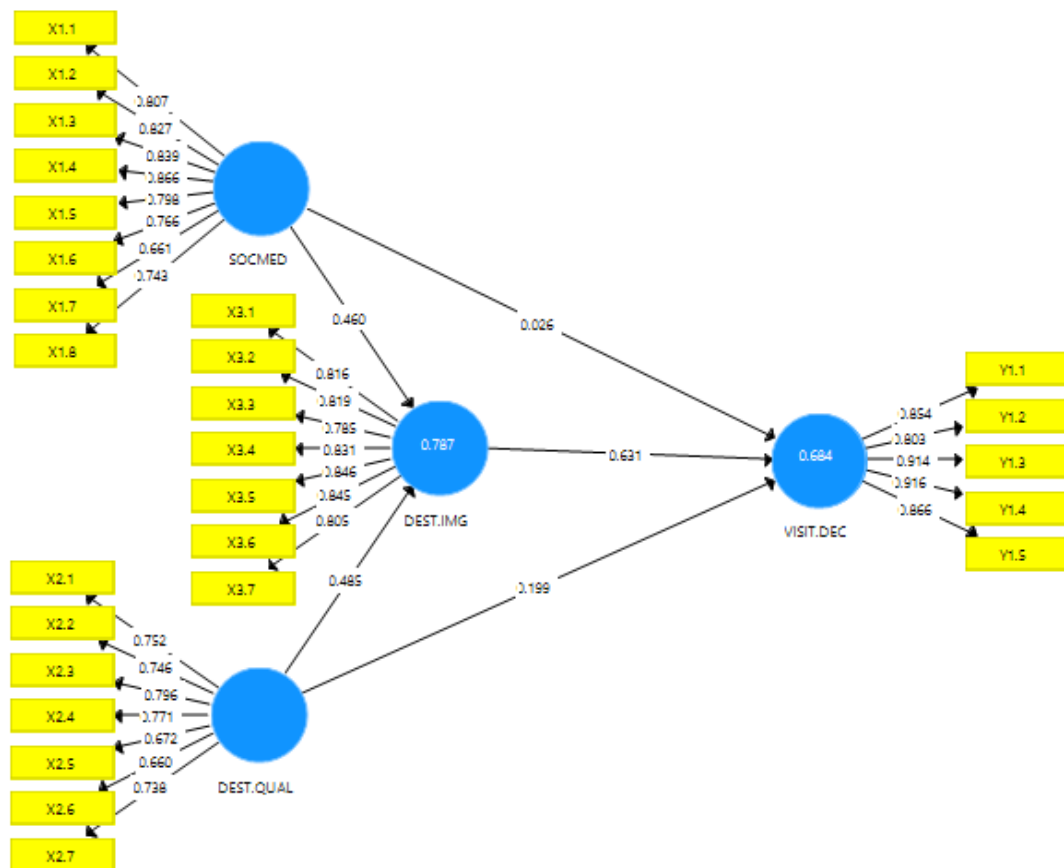 X1.1
X1.2
X1.3
X1.4
X1.5
X1.6
X1.7
X1.8
0.807
0.827
0.839
0.866
0.798
0.766
0.661
0.743
SOCMED
0.460
0.026
X3.1
X3.2
X3.3
X3.4
X3.5
X3.6
X3.7
0.816
0.819
0.785
0.831
0.846
0.845
0.805
0.787
DEST.IMG
0.631
0.684
VISIT.DEC
0.854
0.803
0.914
0.916
0.866
Y1.1
Y1.2
Y1.3
Y1.4
Y1.5
0.485
0.199
X2.1
X2.2
X2.3
X2.4
X2.5
X2.6
X2.7
0.752
0.746
0.796
0.771
0.672
0.660
0.738
DEST.QUAL